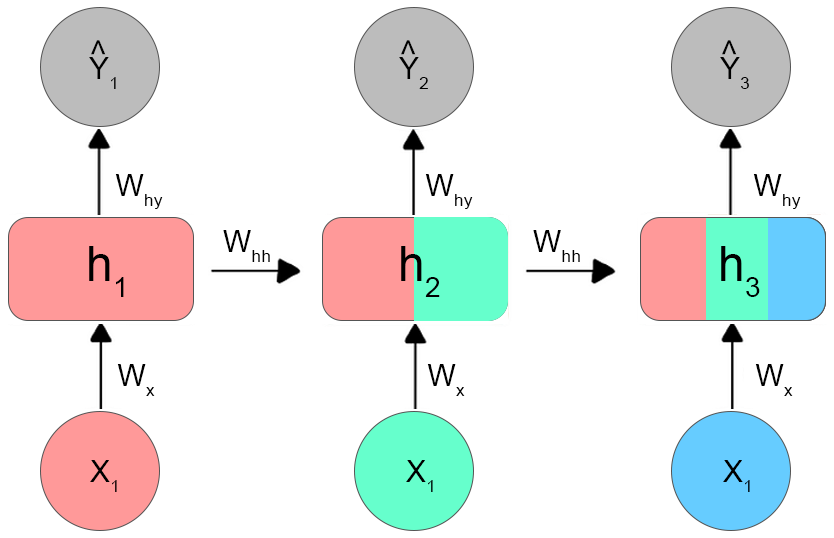 Ŷ1 Ŷ2 Ŷ3
Why Why Why
h1 Whh h2 Whh h3
Wx Wx Wx
X1 X1 X1